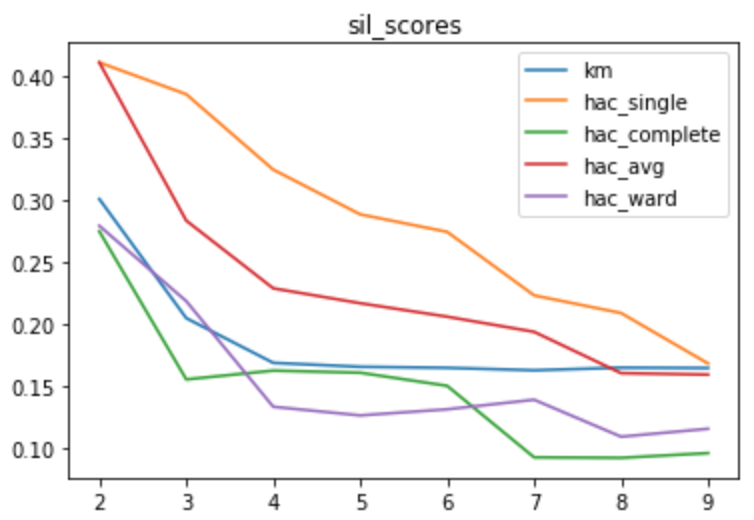 sil_scores
km
hac_single
hac_complete
hac_avg
hac_ward
0.40
0.35
0.30
0.25
0.20
0.15
0.10
2 3 4 5 6 7 8 9